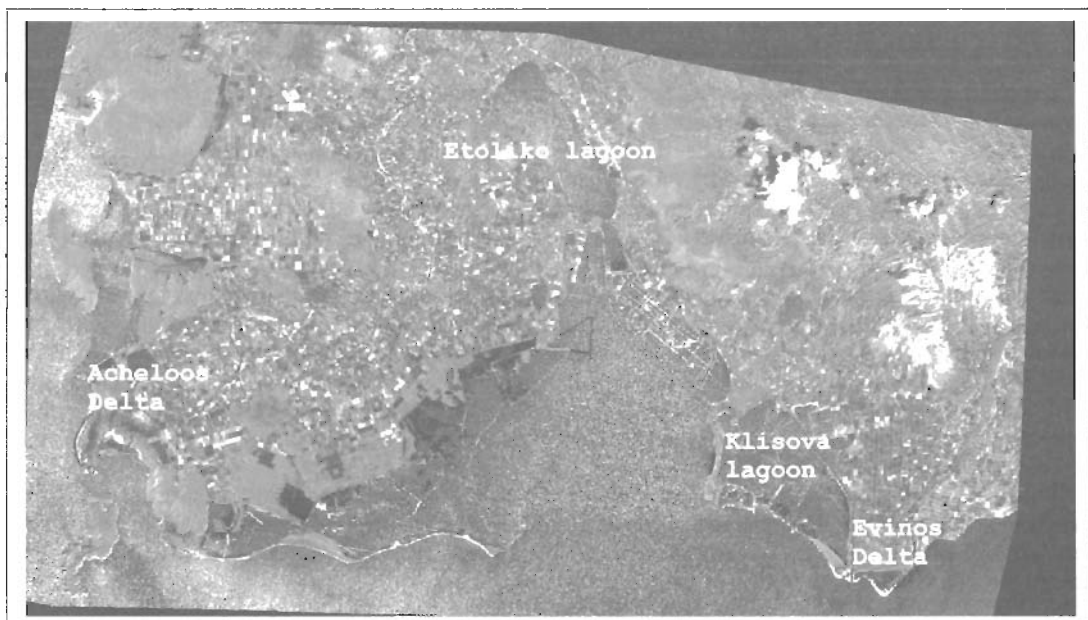 Etoliko lagoon
Acheloos
Delta
Klisova
lagoon
Evinos
Delta